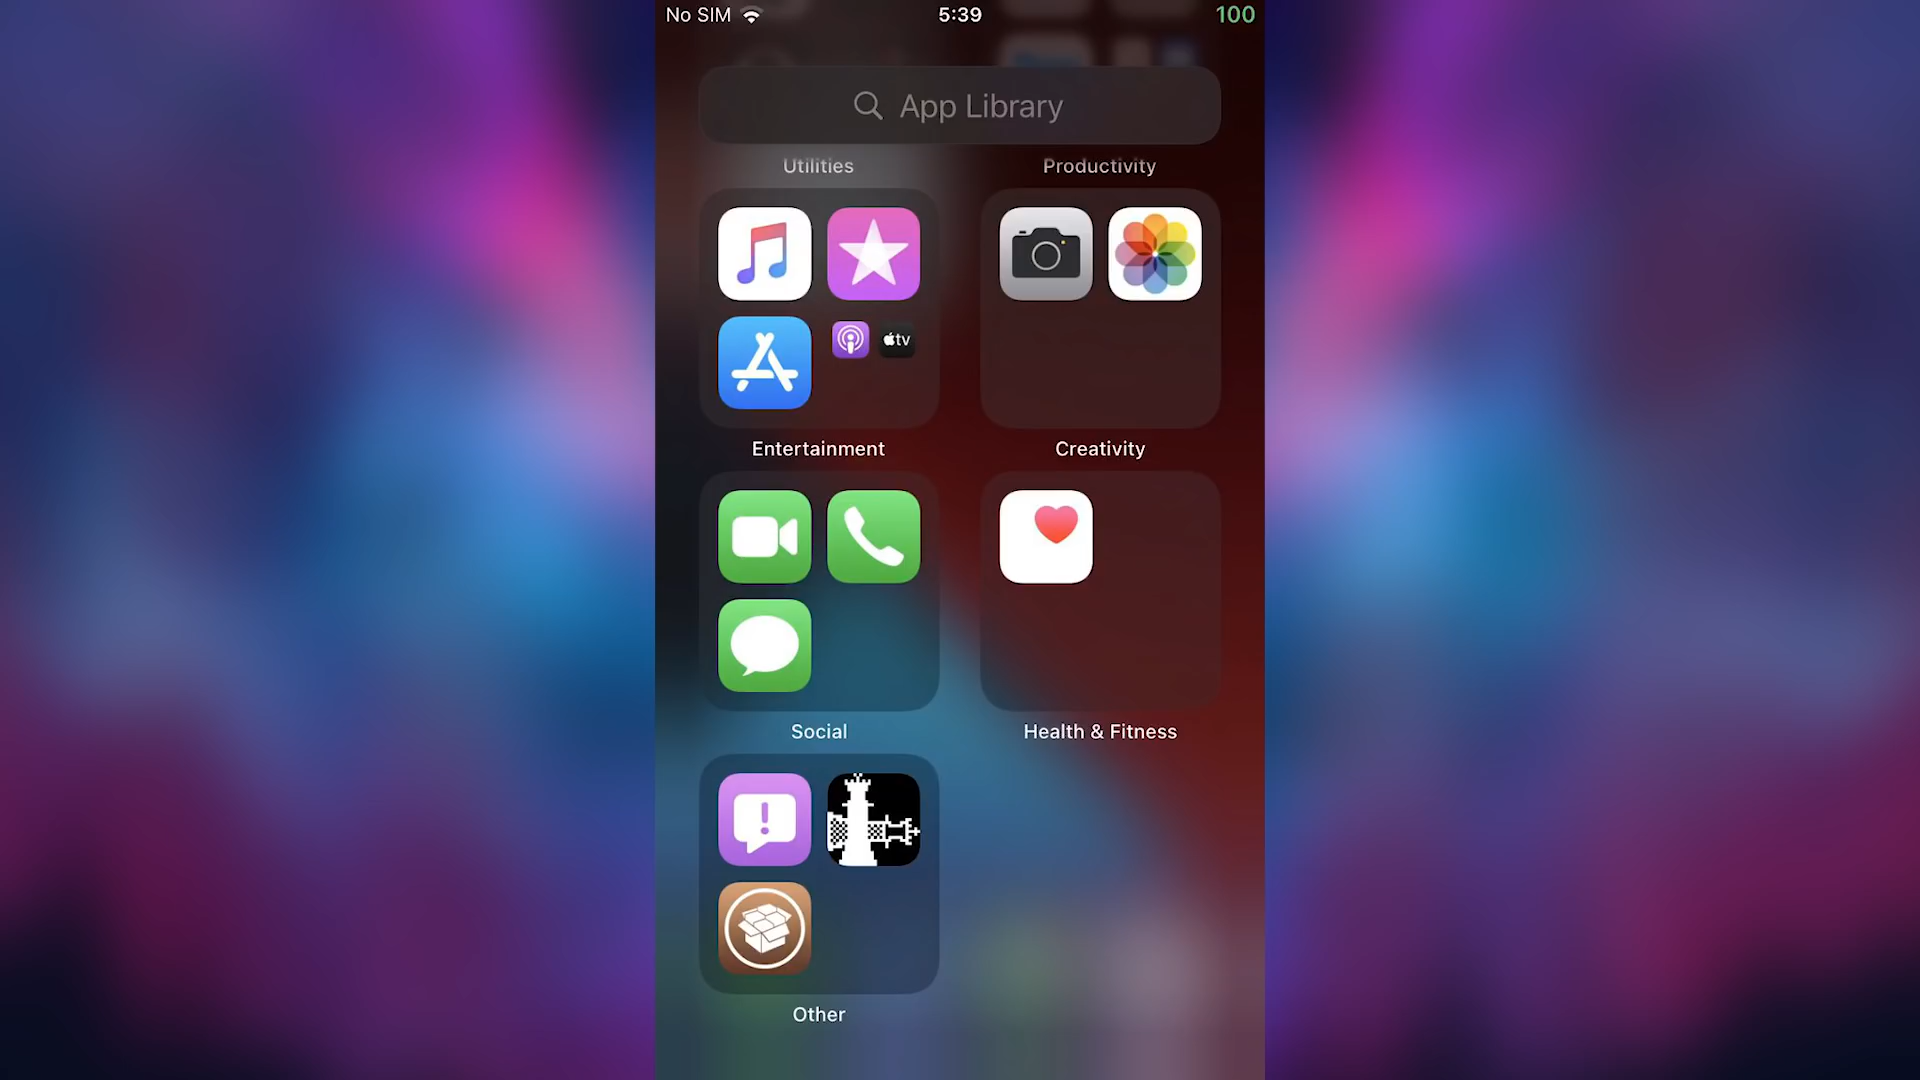 No SIM 5:39 100
App Library
Utilities Productivity
tv
Entertainment Creativity
Social Health & Fitness
Other